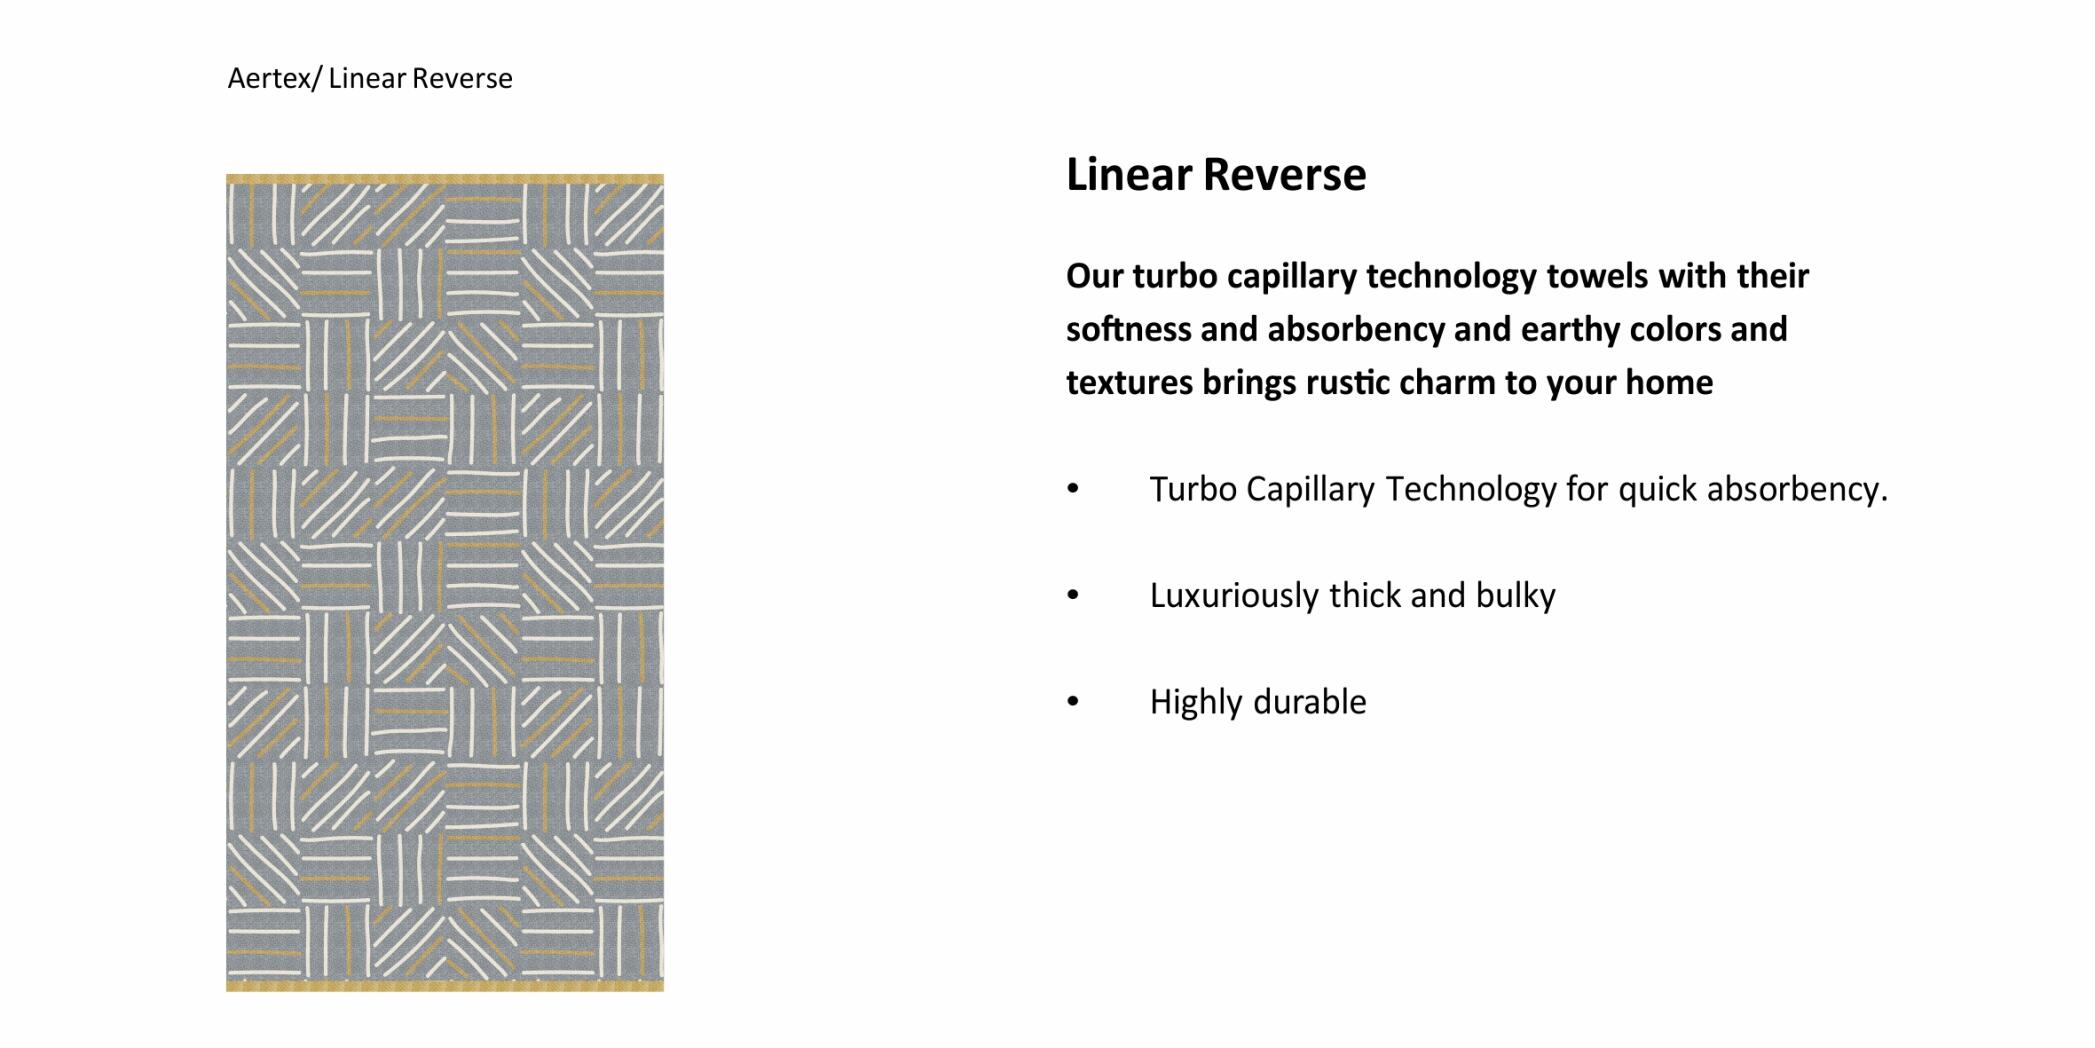 Aertex/ Linear Reverse
Linear Reverse
Our turbo capillary technology towels with their
softness and absorbency and earthy colors and
textures brings rustic charm to your home
• Turbo Capillary Technology for quick absorbency.
• Luxuriously thick and bulky
• Highly durable